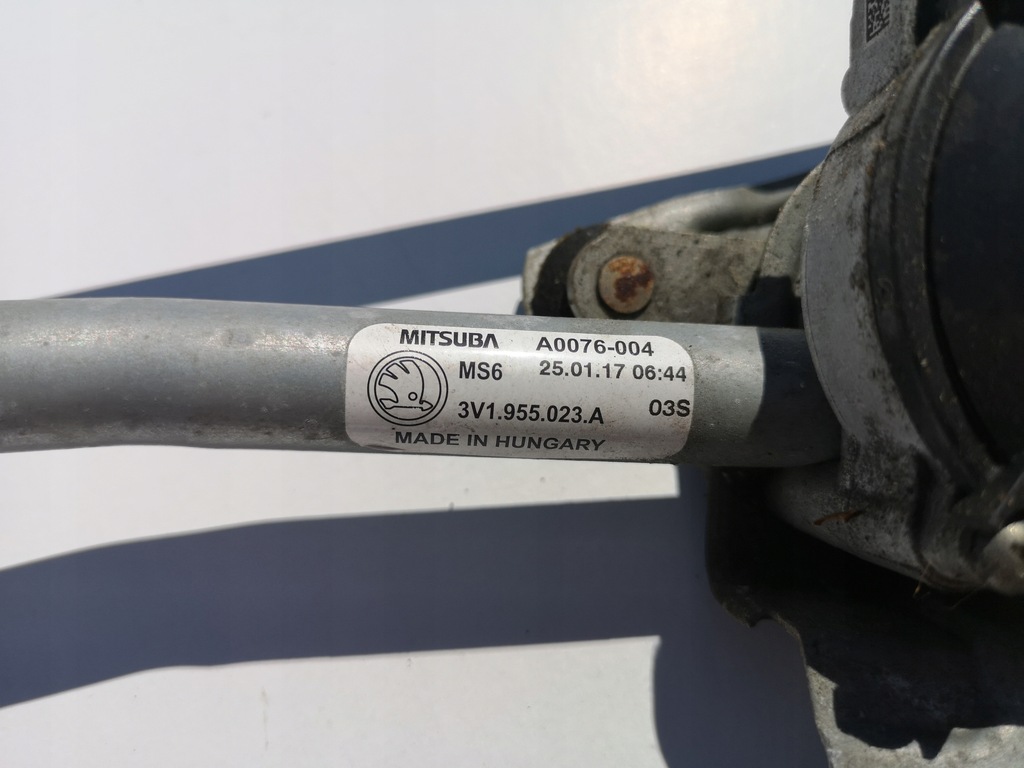 MITSUBA A0076-004
MS6 25.01.17 06:44
3V1.955.023.A 03S
MADE IN HUNGARY